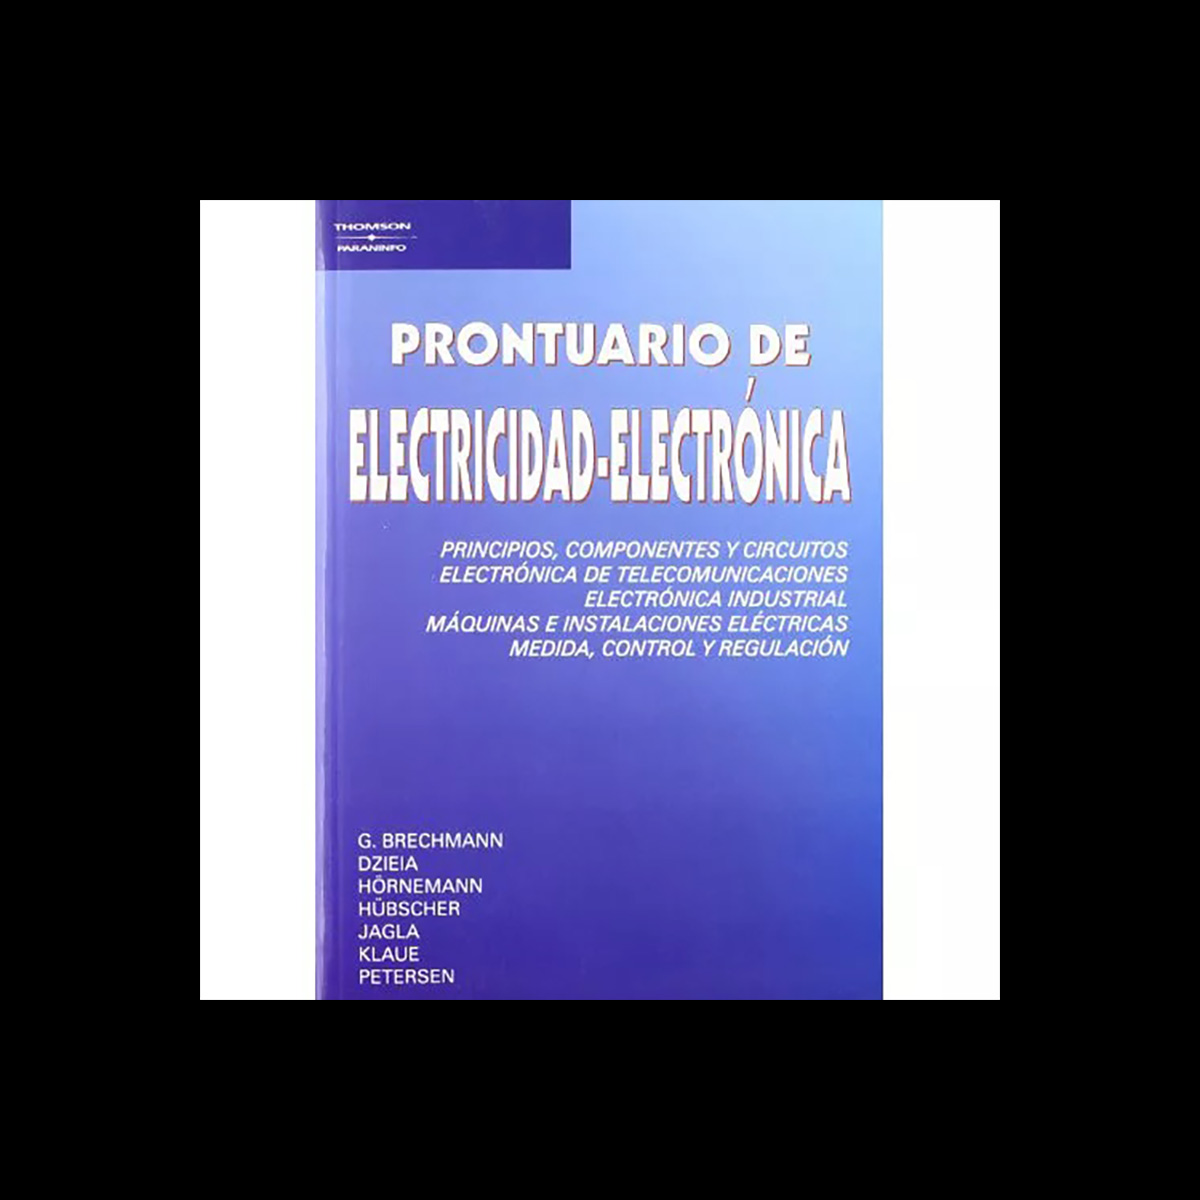 THOMSON
PARANINFO
PRONTUARIO DE
ELECTRICIDAD-ELECTRÓNICA
PRINCIPIOS, COMPONENTES Y CIRCUITOS
ELECTRÓNICA DE TELECOMUNICACIONES
ELECTRÓNICA INDUSTRIAL
MÁQUINAS E INSTALACIONES ELÉCTRICAS
MEDIDA, CONTROL Y REGULACIÓN
G. BRECHMANN
DZIEIA
HÖRNEMANN
HÜBSCHER
JAGLA
KLAUE
PETERSEN